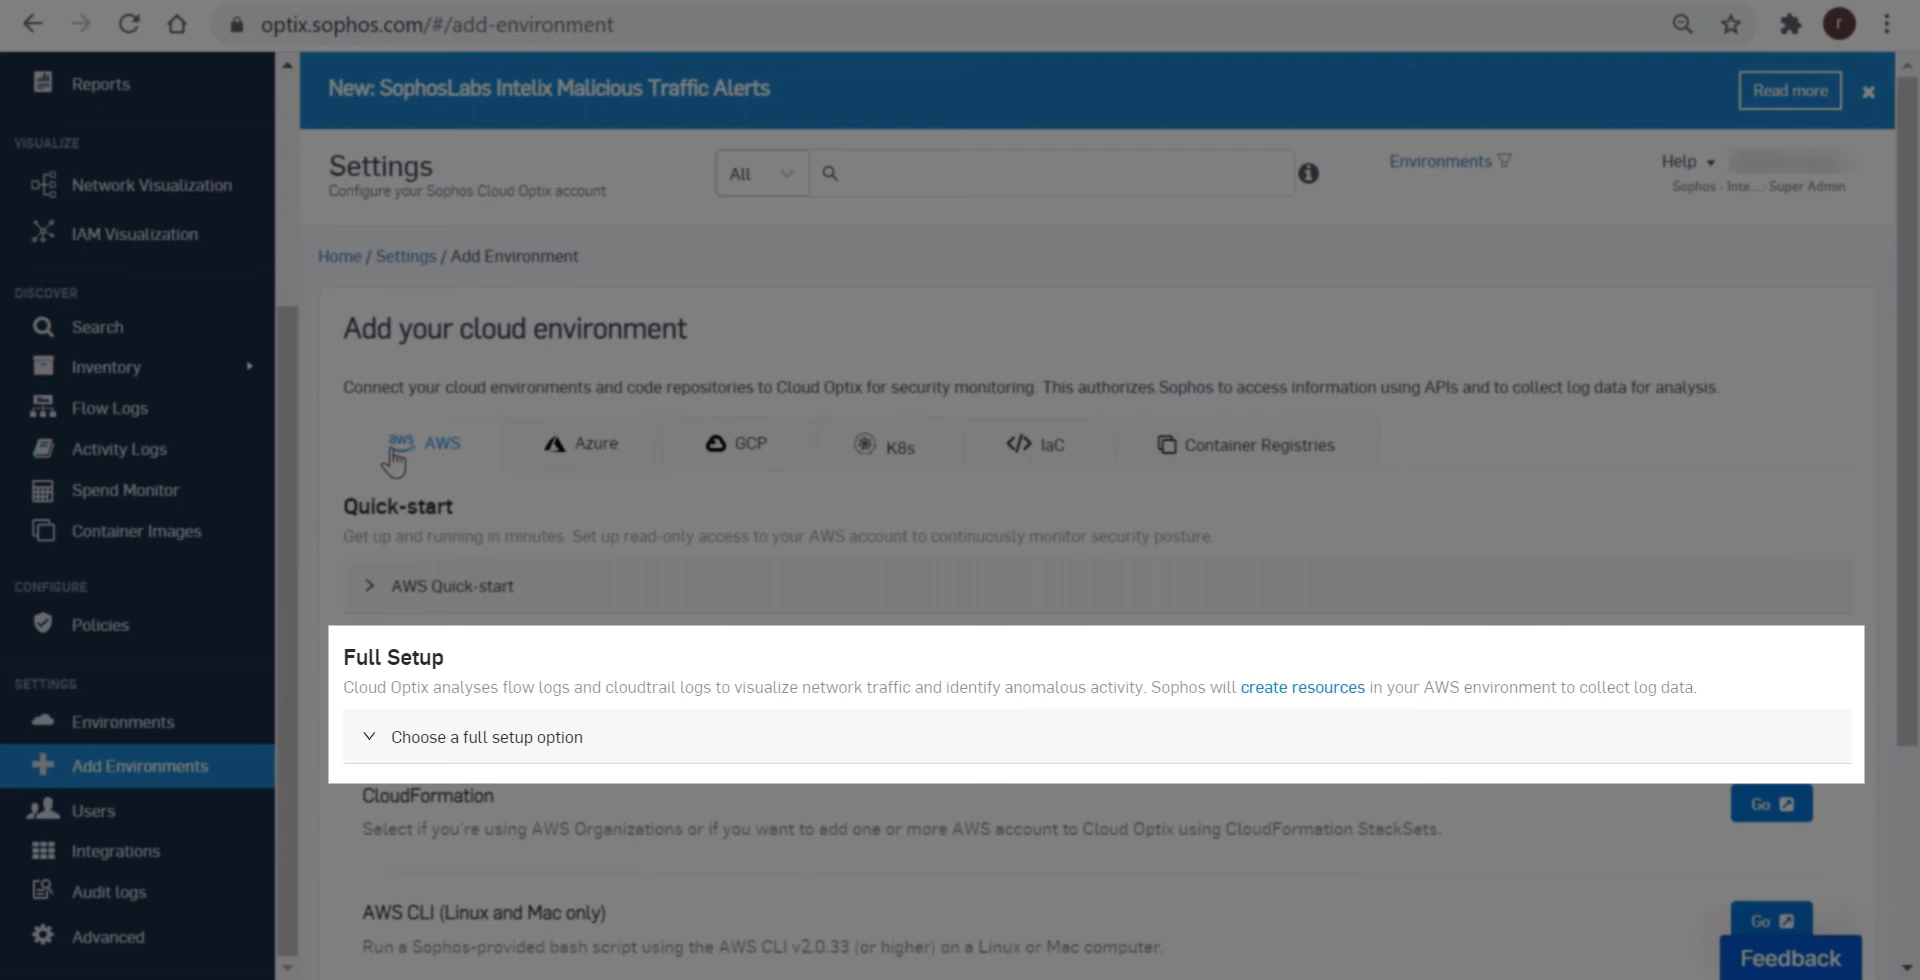 optix.sophos.com/#/add-environment
r
Reports
VISUALIZE
Network Visualization
IAM Visualization
DISCOVER
Search
Inventory
Flow Logs
Activity Logs
Spend Monitor
Container Images
CONFIGURE
Policies
SETTINGS
Environments
Add Environments
Users
Integrations
Audit logs
Advanced
New: SophosLabs Intelix Malicious Traffic Alerts
Read more
Settings
Configure your Sophos Cloud Optix account
All
Environments
Help
Sophos - Inte...: Super Admin
Home / Settings / Add Environment
Add your cloud environment
Connect your cloud environments and code repositories to Cloud Optix for security monitoring. This authorizes Sophos to access information using APIs and to collect log data for analysis.
aws AWS
Azure
GCP
K8s
</> IaC
Container Registries
Quick-start
Get up and running in minutes. Set up read-only access to your AWS account to continuously monitor security posture.
AWS Quick-start
Full Setup
Cloud Optix analyses flow logs and cloudtrail logs to visualize network traffic and identify anomalous activity. Sophos will create resources in your AWS environment to collect log data.
Choose a full setup option
CloudFormation
Go
Select if you're using AWS Organizations or if you want to add one or more AWS account to Cloud Optix using CloudFormation StackSets.
AWS CLI (Linux and Mac only)
Go
Run a Sophos-provided bash script using the AWS CLI v2.0.33 (or higher) on a Linux or Mac computer.
Feedback